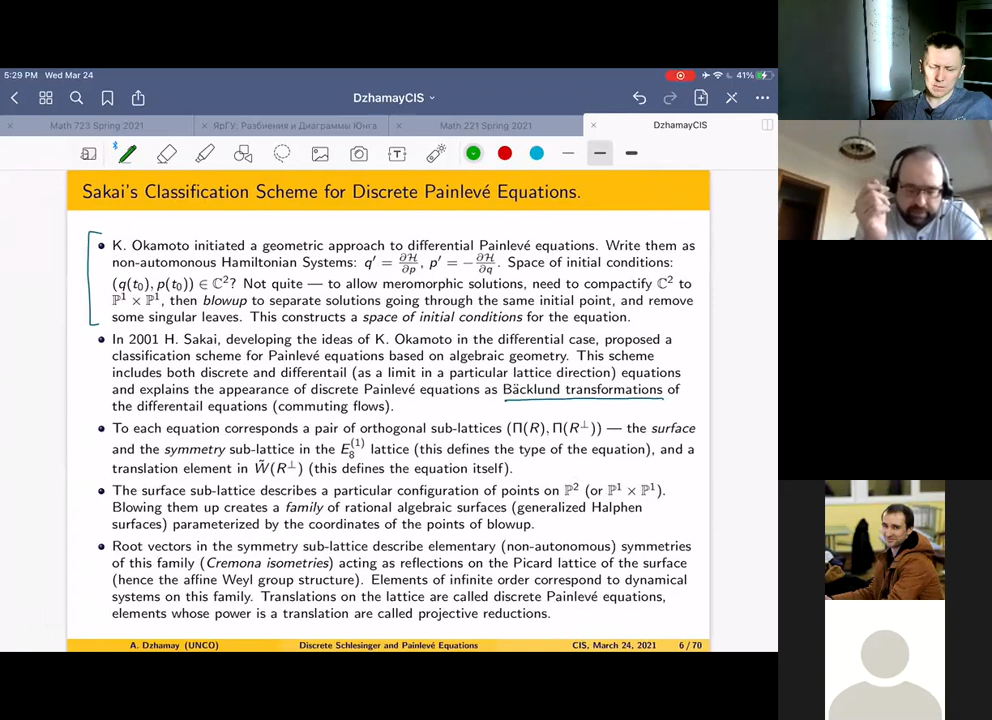 5:29 PM Wed Mar 24
41%
DzhamayCIS
Math 723 Spring 2021
ЯрГУ: Разбиения и Диаграммы Юнга
Math 221 Spring 2021
DzhamayCIS
Sakai's Classification Scheme for Discrete Painlevé Equations.
• K. Okamoto initiated a geometric approach to differential Painlevé equations. Write them as
non-autonomous Hamiltonian Systems: q′ = ∂ℋ/∂p, p′ = −∂ℋ/∂q. Space of initial conditions:
(q(t₀), p(t₀)) ∈ ℂ²? Not quite — to allow meromorphic solutions, need to compactify ℂ² to
ℙ¹ × ℙ¹, then blowup to separate solutions going through the same initial point, and remove
some singular leaves. This constructs a space of initial conditions for the equation.
• In 2001 H. Sakai, developing the ideas of K. Okamoto in the differential case, proposed a
classification scheme for Painlevé equations based on algebraic geometry. This scheme
includes both discrete and differentail (as a limit in a particular lattice direction) equations
and explains the appearance of discrete Painlevé equations as Bäcklund transformations of
the differentail equations (commuting flows).
• To each equation corresponds a pair of orthogonal sub-lattices (Π(R), Π(R⊥)) — the surface
and the symmetry sub-lattice in the E₈⁽¹⁾ lattice (this defines the type of the equation), and a
translation element in W̃(R⊥) (this defines the equation itself).
• The surface sub-lattice describes a particular configuration of points on ℙ² (or ℙ¹ × ℙ¹).
Blowing them up creates a family of rational algebraic surfaces (generalized Halphen
surfaces) parameterized by the coordinates of the points of blowup.
• Root vectors in the symmetry sub-lattice describe elementary (non-autonomous) symmetries
of this family (Cremona isometries) acting as reflections on the Picard lattice of the surface
(hence the affine Weyl group structure). Elements of infinite order correspond to dynamical
systems on this family. Translations on the lattice are called discrete Painlevé equations,
elements whose power is a translation are called projective reductions.
A. Dzhamay (UNCO)
Discrete Schlesinger and Painlevé Equations
CIS, March 24, 2021
6 / 70